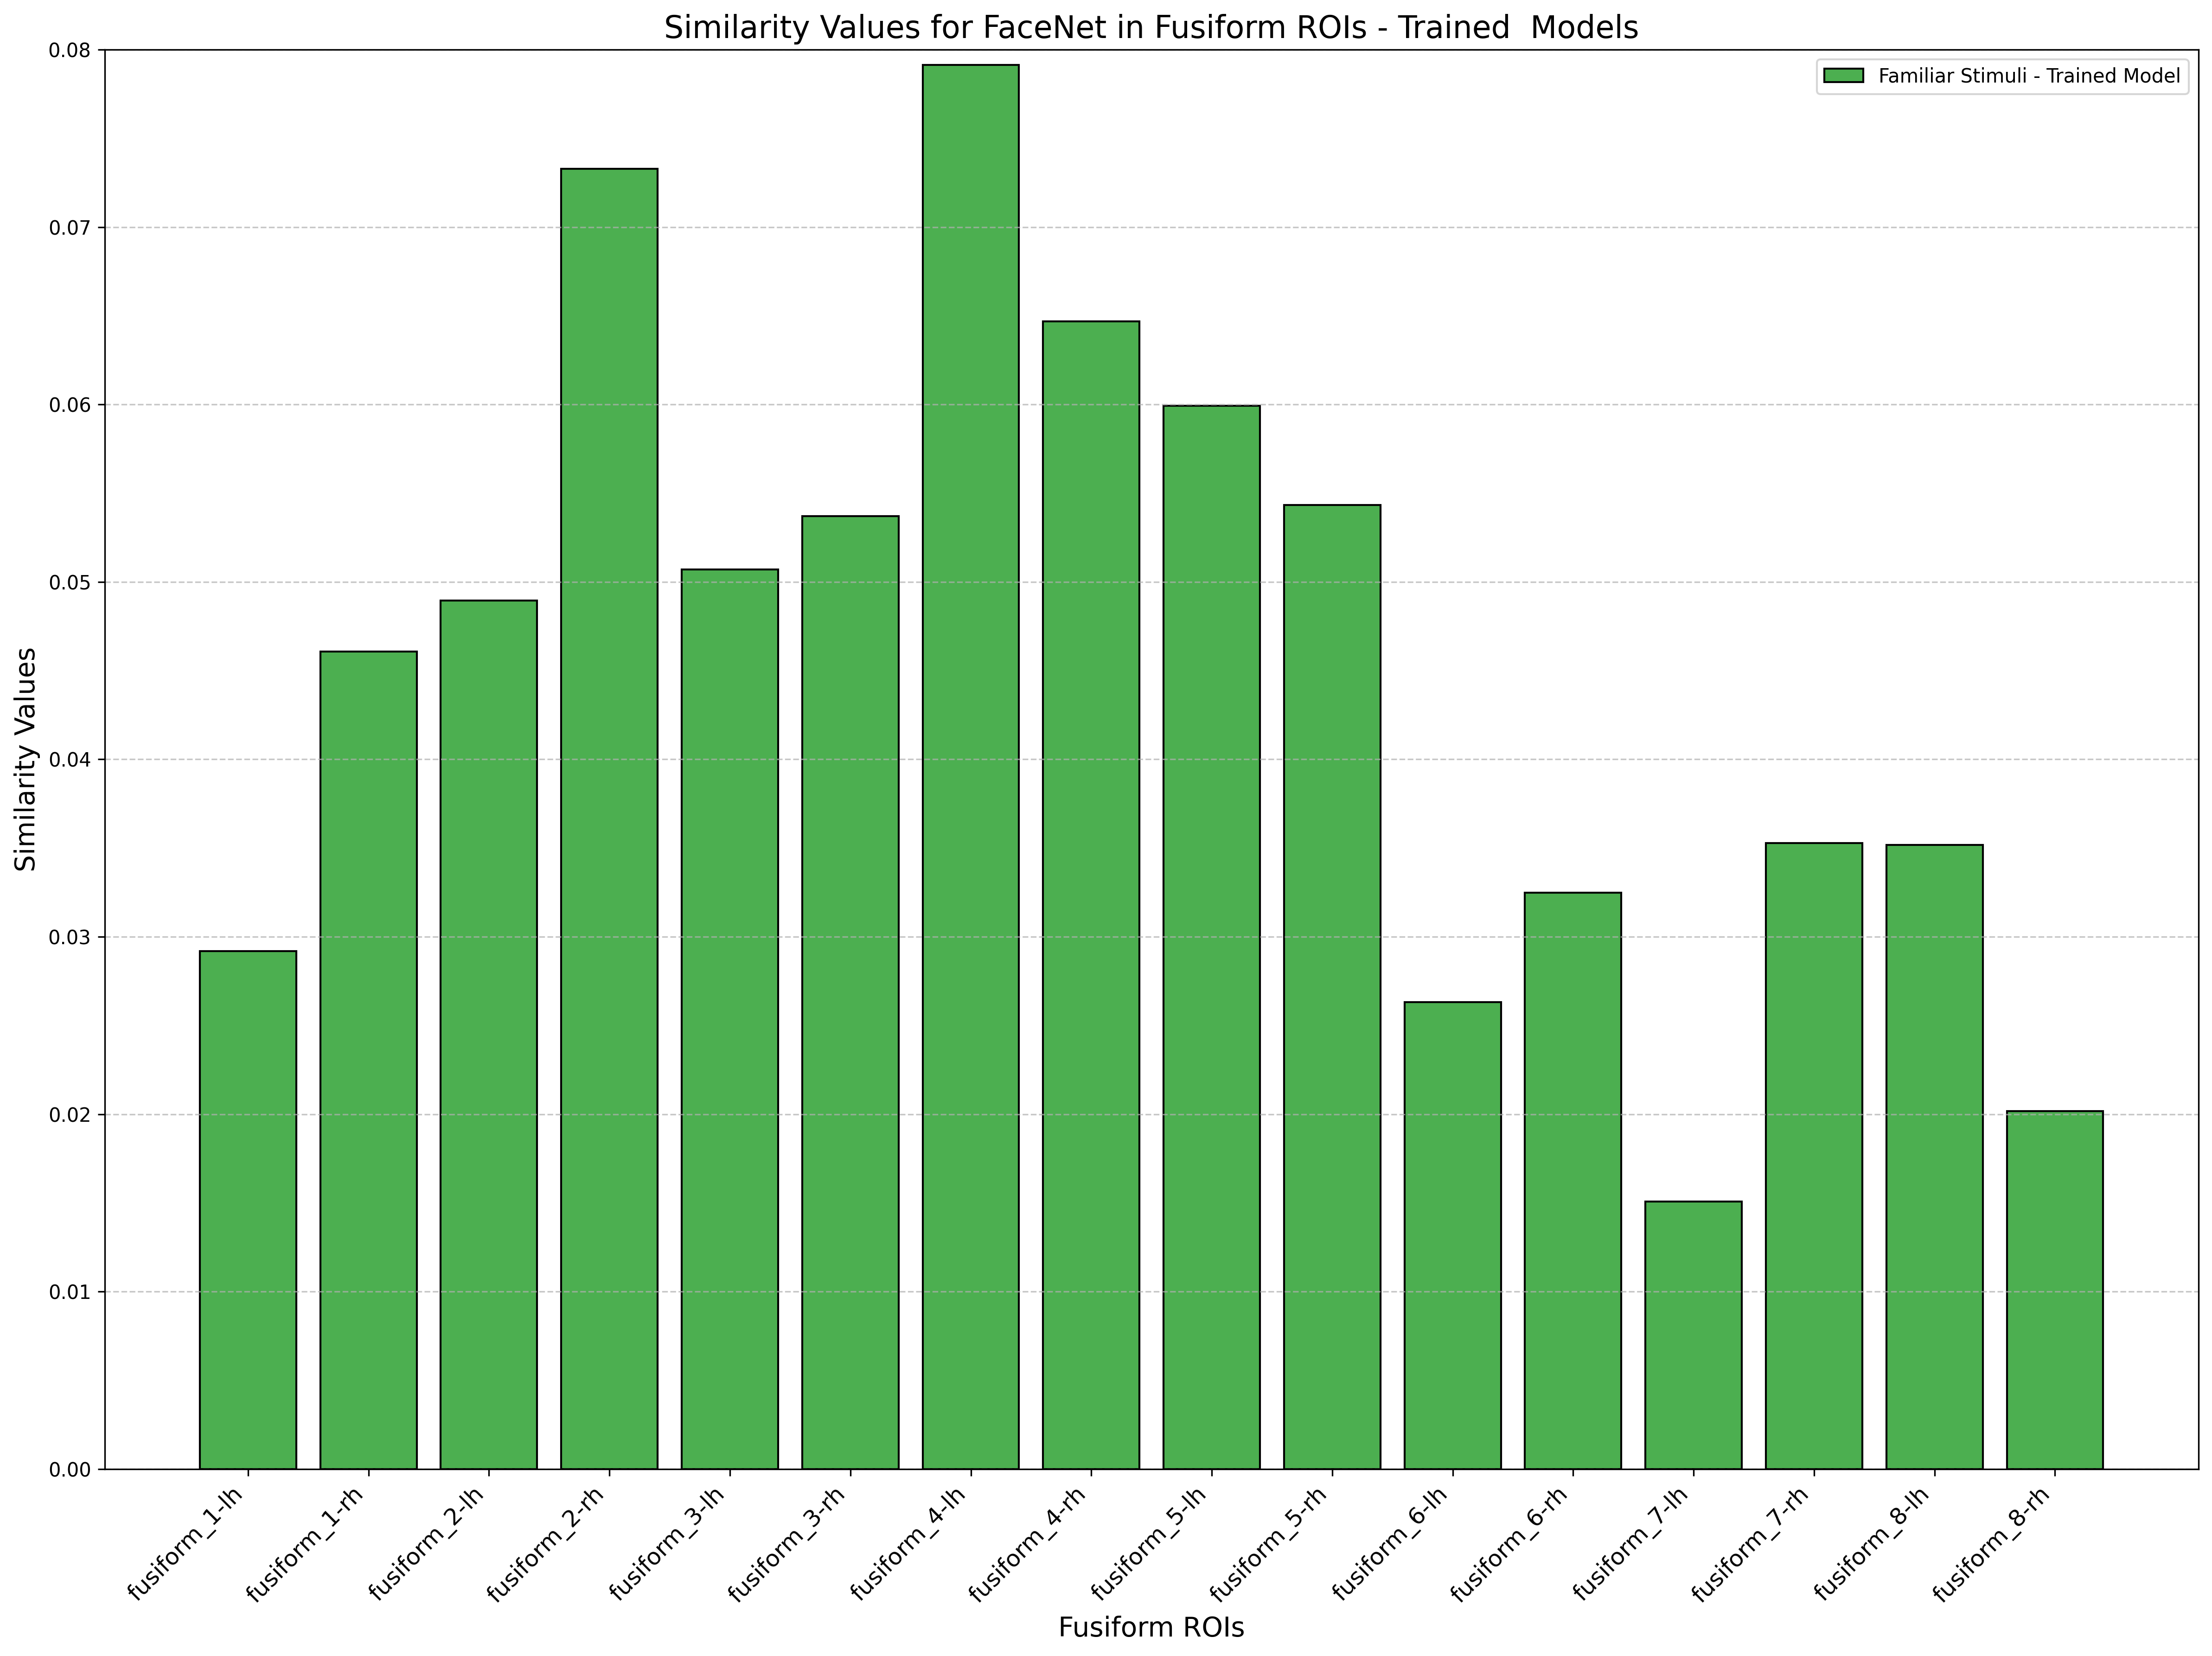 Similarity Values for FaceNet in Fusiform ROIs - Trained  Models
Familiar Stimuli - Trained Model
Similarity Values
0.08
0.07
0.06
0.05
0.04
0.03
0.02
0.01
0.00
fusiform_1-lh
fusiform_1-rh
fusiform_2-lh
fusiform_2-rh
fusiform_3-lh
fusiform_3-rh
fusiform_4-lh
fusiform_4-rh
fusiform_5-lh
fusiform_5-rh
fusiform_6-lh
fusiform_6-rh
fusiform_7-lh
fusiform_7-rh
fusiform_8-lh
fusiform_8-rh
Fusiform ROIs